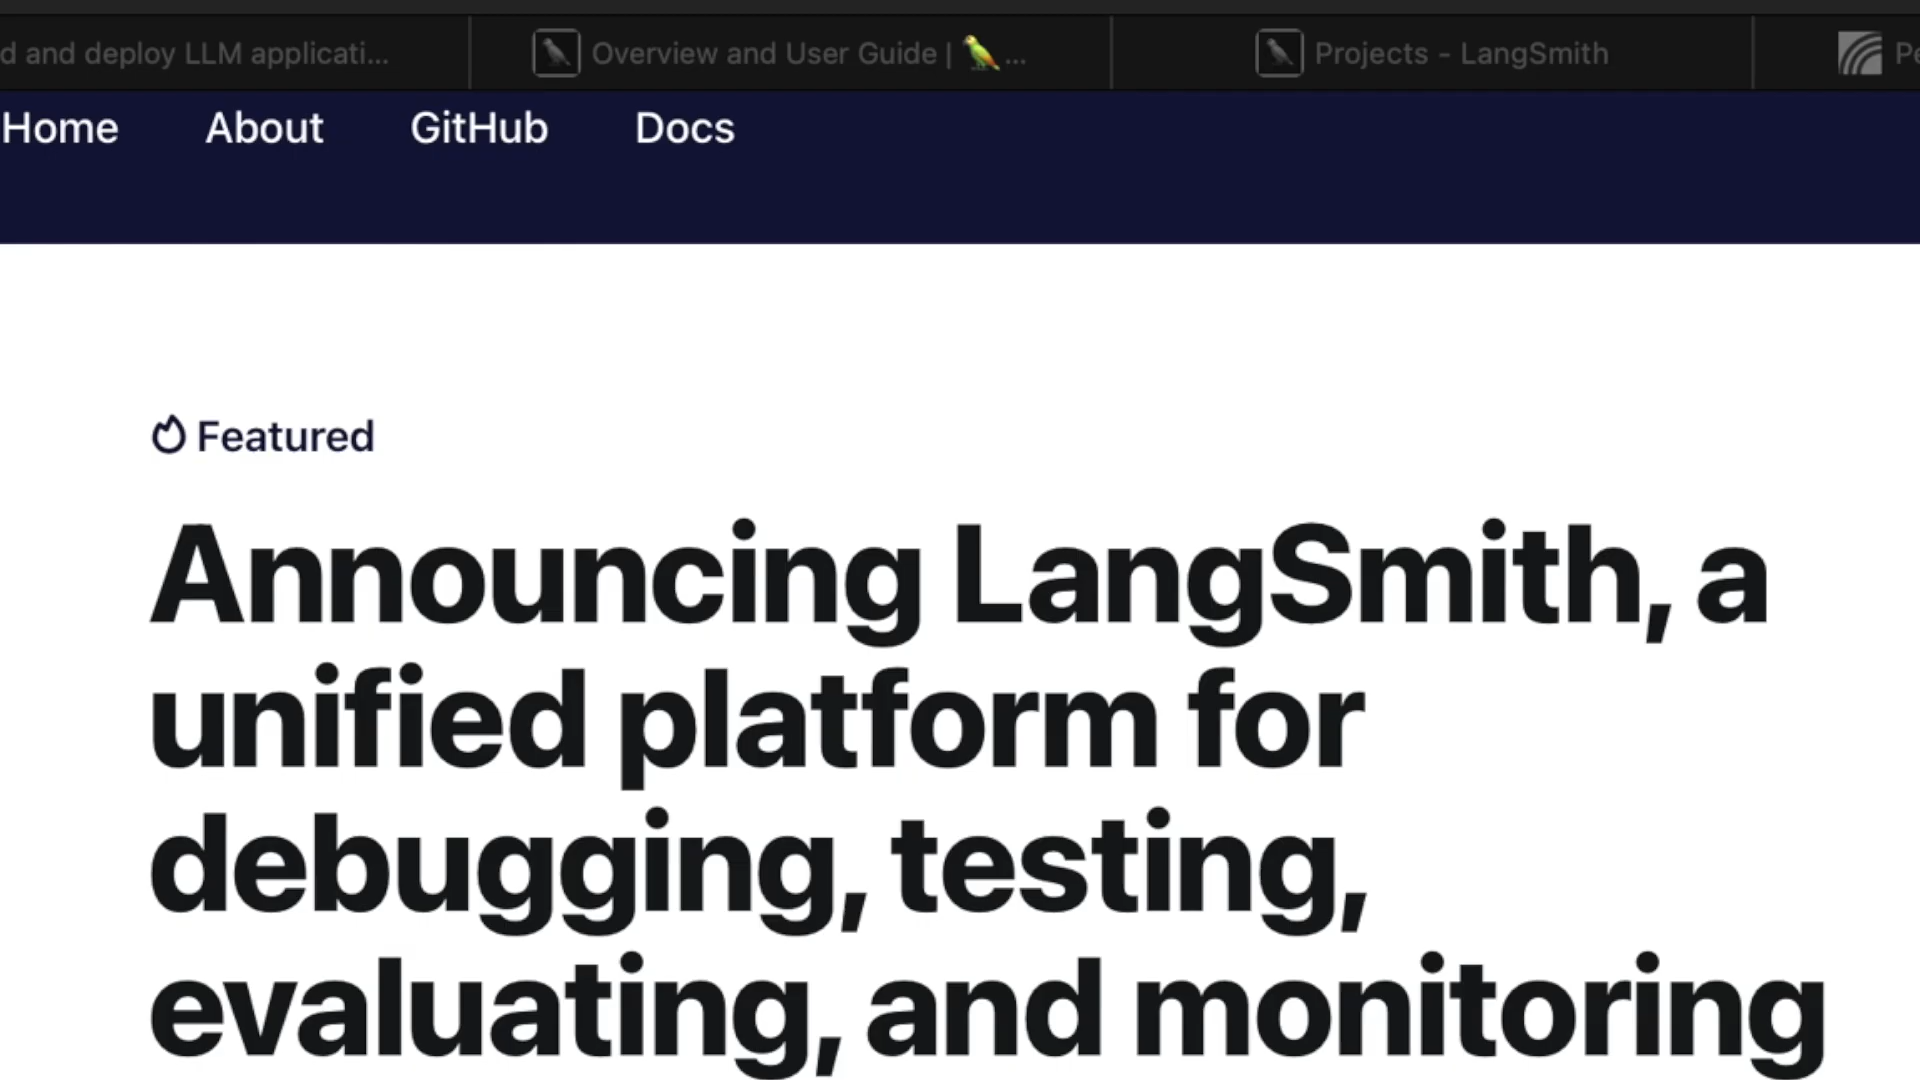 d and deploy LLM applicati... Overview and User Guide | 🦜... Projects - LangSmith
Home About GitHub Docs
Featured
Announcing LangSmith, a
unified platform for
debugging, testing,
evaluating, and monitoring